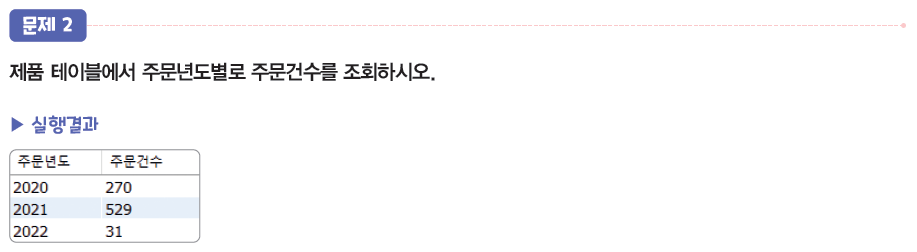 문제 2
제품 테이블에서 주문년도별로 주문건수를 조회하시오.
▶ 실행결과
주문년도 주문건수
2020 270
2021 529
2022 31